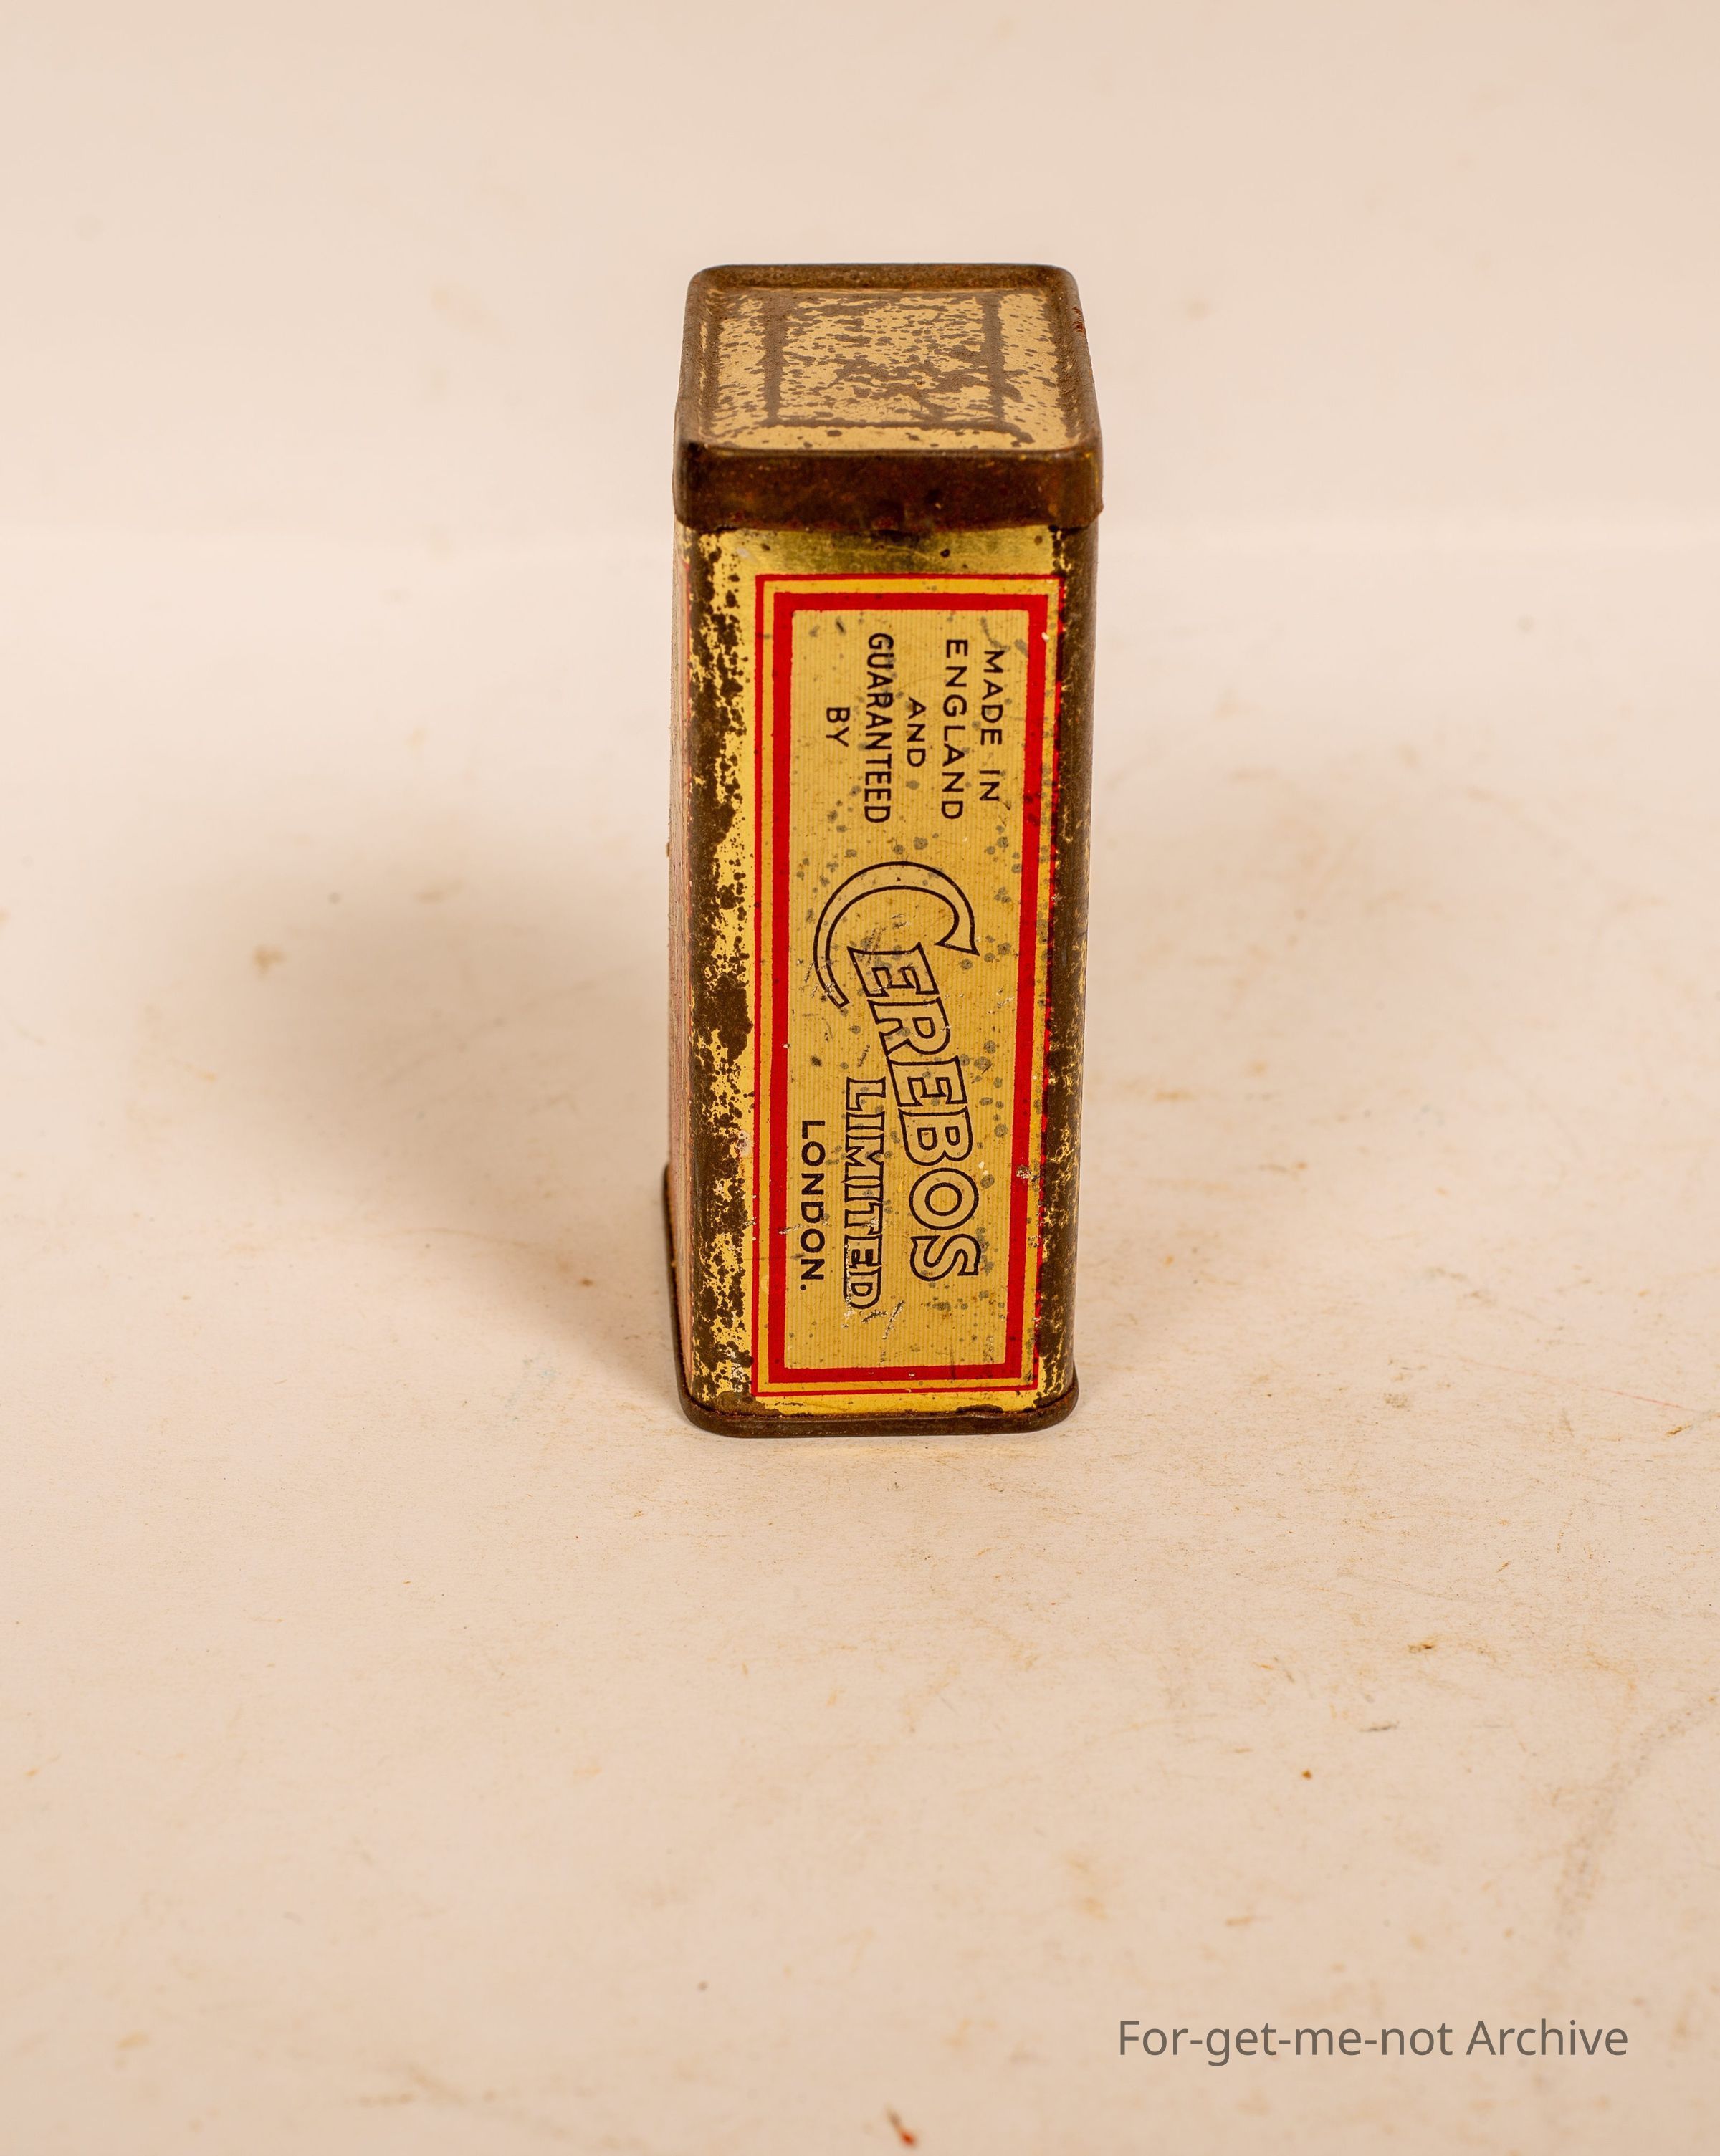 MADE IN
ENGLAND
AND
GUARANTEED
BY
CEREBOS
LIMITED
LONDON.
For-get-me-not Archive